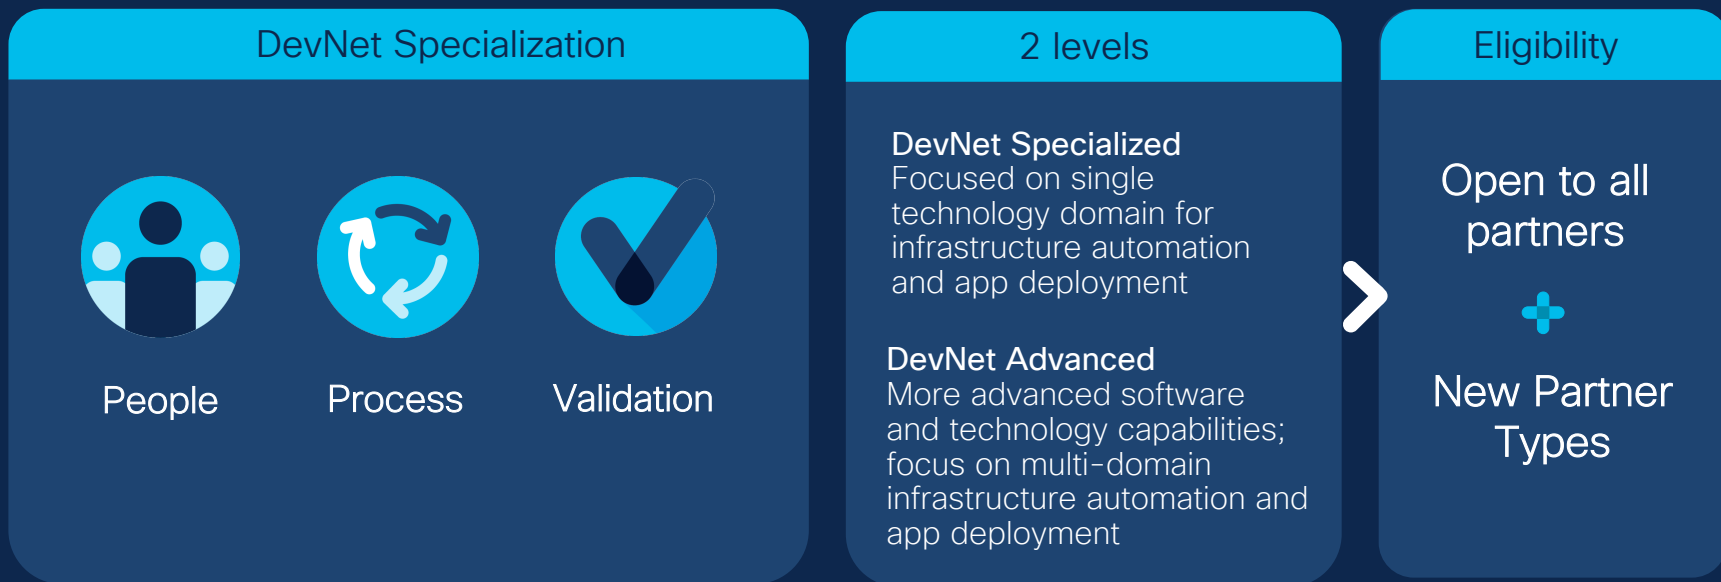 DevNet Specialization
People
Process
Validation
2 levels
DevNet Specialized
Focused on single
technology domain for
infrastructure automation
and app deployment
DevNet Advanced
More advanced software
and technology capabilities;
focus on multi-domain
infrastructure automation and
app deployment
Eligibility
Open to all
partners
New Partner
Types